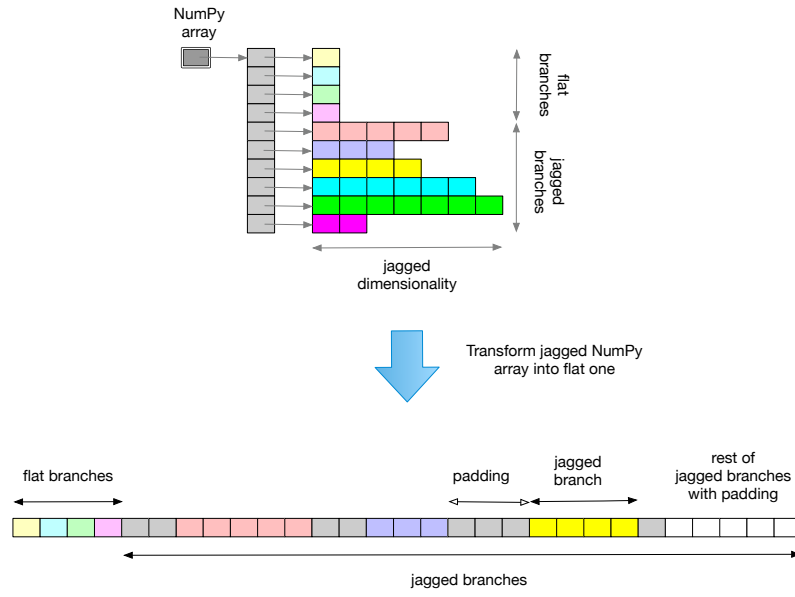 NumPy
array
flat
branches
jagged
branches
jagged
dimensionality
Transform jagged NumPy
array into flat one
flat branches
padding
jagged
branch
rest of
jagged branches
with padding
jagged branches